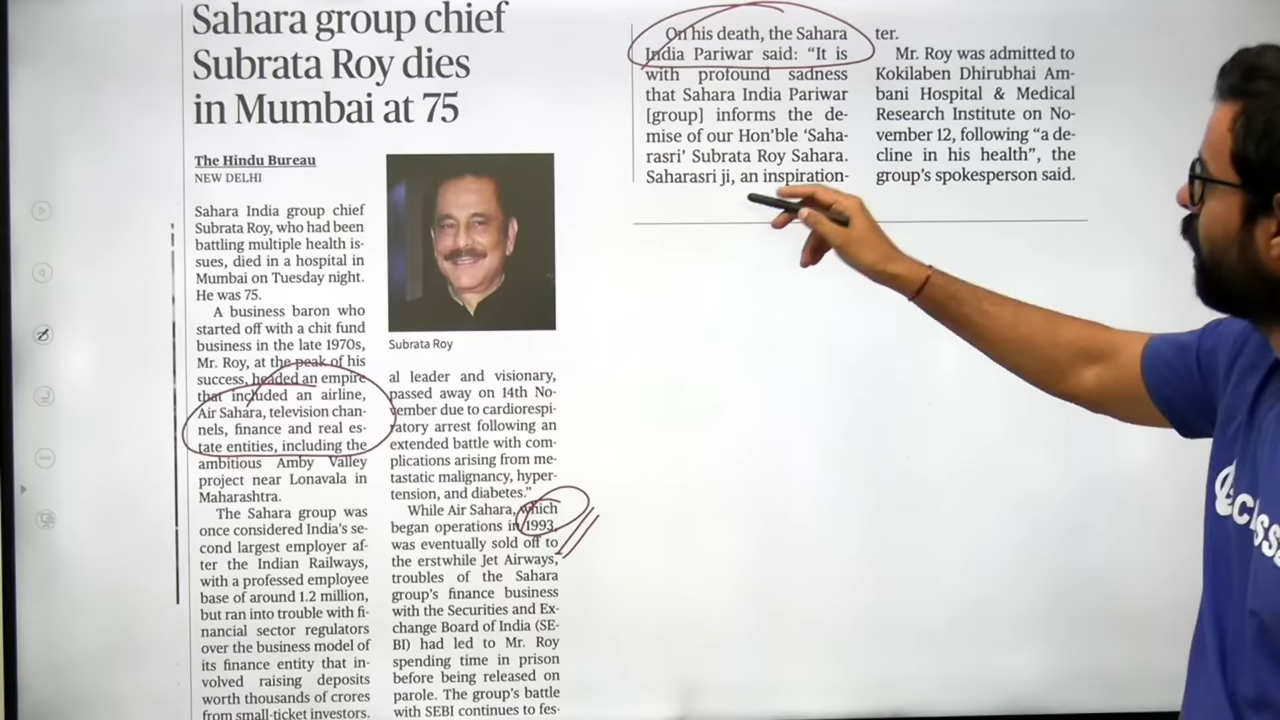 Sahara group chief
Subrata Roy dies
in Mumbai at 75
The Hindu Bureau
NEW DELHI
Sahara India group chief
Subrata Roy, who had been
battling multiple health is-
sues, died in a hospital in
Mumbai on Tuesday night.
He was 75.
A business baron who
started off with a chit fund
business in the late 1970s,
Mr. Roy, at the peak of his
success, headed an empire
that included an airline,
Air Sahara, television chan-
nels, finance and real es-
tate entities, including the
ambitious Amby Valley
project near Lonavala in
Maharashtra.
The Sahara group was
once considered India's se-
cond largest employer af-
ter the Indian Railways,
with a professed employee
base of around 1.2 million,
but ran into trouble with fi-
nancial sector regulators
over the business model of
its finance entity that in-
volved raising deposits
worth thousands of crores
from small-ticket investors.
Subrata Roy
On his death, the Sahara
India Pariwar said: “It is
with profound sadness
that Sahara India Pariwar
[group] informs the de-
mise of our Hon'ble ‘Saha-
rasri’ Subrata Roy Sahara.
Saharasri ji, an inspiration-
al leader and visionary,
passed away on 14th No-
vember due to cardiorespi-
ratory arrest following an
extended battle with com-
plications arising from me-
tastatic malignancy, hyper-
tension, and diabetes.”
While Air Sahara, which
began operations in 1993,
was eventually sold off to
the erstwhile Jet Airways,
troubles of the Sahara
group's finance business
with the Securities and Ex-
change Board of India (SE-
BI) had led to Mr. Roy
spending time in prison
before being released on
parole. The group's battle
with SEBI continues to fes-
ter.
Mr. Roy was admitted to
Kokilaben Dhirubhai Am-
bani Hospital & Medical
Research Institute on No-
vember 12, following “a de-
cline in his health”, the
group's spokesperson said.